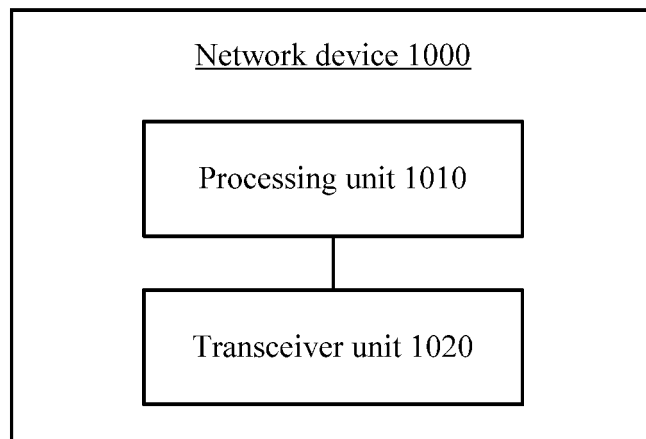 Network device 1000
Processing unit 1010
Transceiver unit 1020